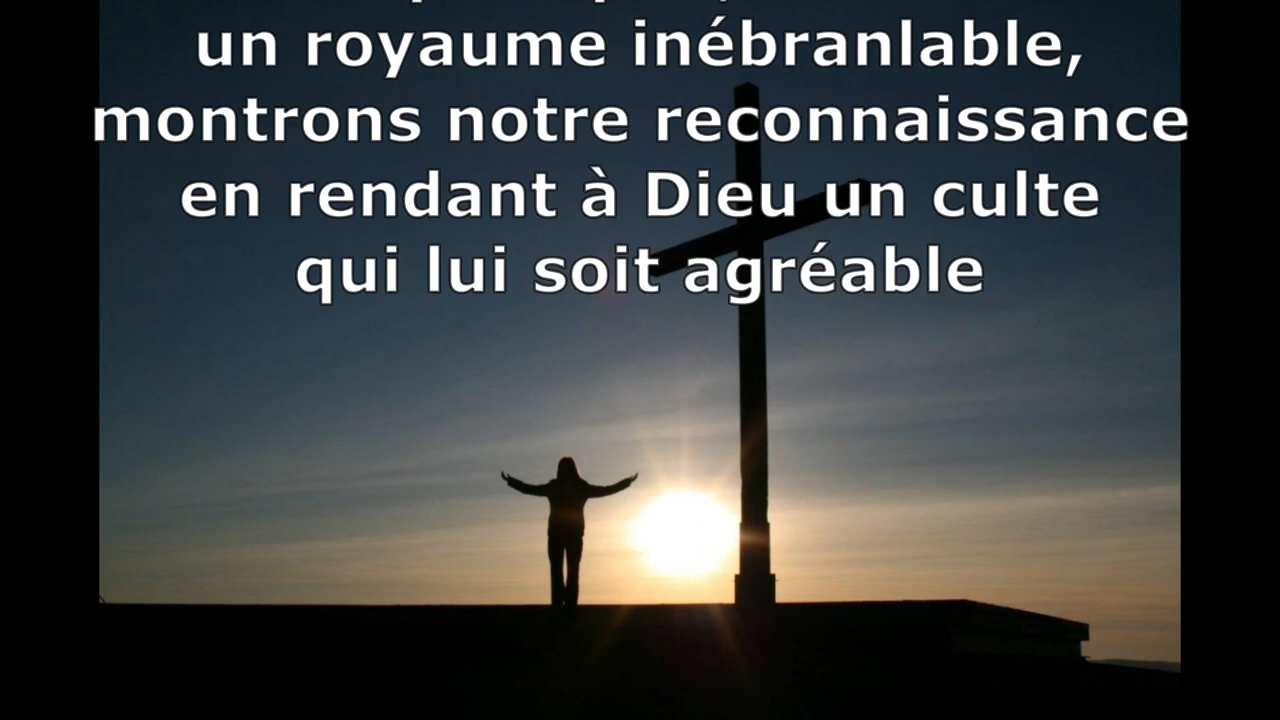 un royaume inébranlable,
montrons notre reconnaissance
en rendant à Dieu un culte
qui lui soit agréable